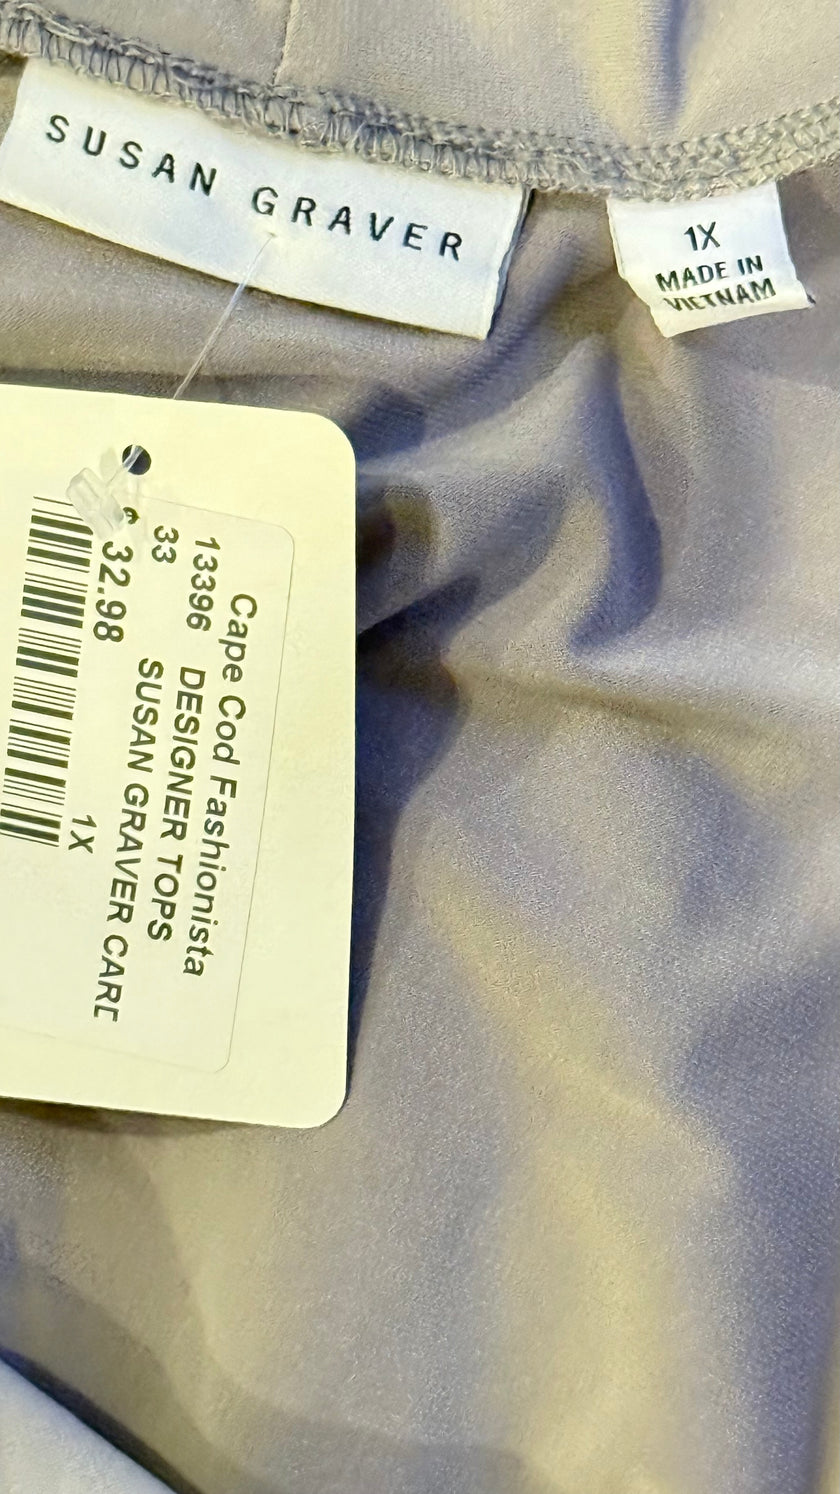 SUSAN GRAVER
1X
MADE IN
VIETNAM
Cape Cod Fashionista
13396 DESIGNER TOPS
33 SUSAN GRAVER CARD
$ 32.98
1X